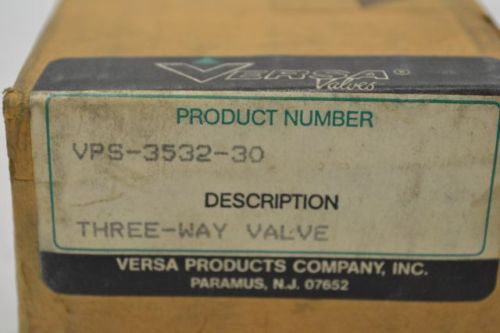 VERSA®
Valves
PRODUCT NUMBER
VPS-3532-30
DESCRIPTION
THREE-WAY VALVE
VERSA PRODUCTS COMPANY, INC.
PARAMUS, N.J. 07652